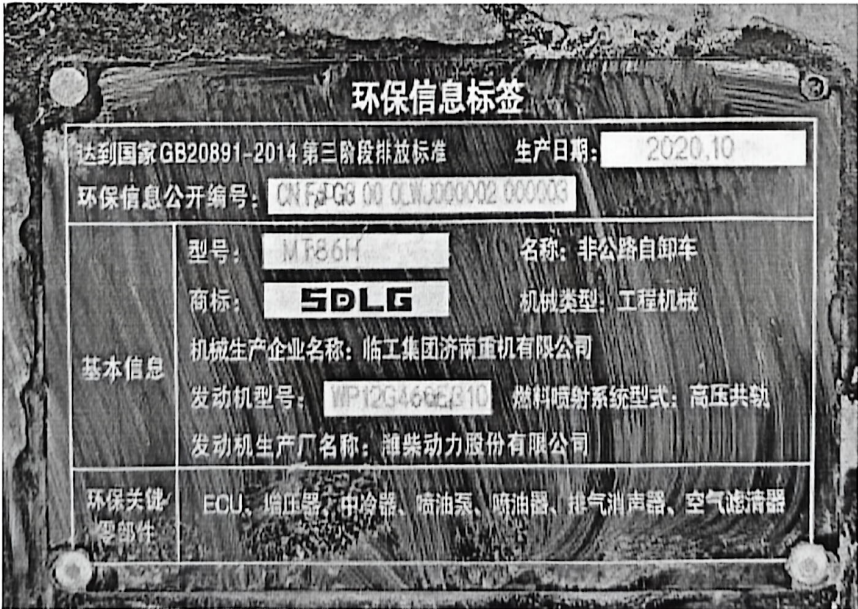 环保信息标签
达到国家GB20891-2014 第三阶段排放标准 生产日期: 2020.10
环保信息公开编号: G3 00 0LWJ000002 000003
型号: MT86H 名称: 非公路自卸车
商标: SDLG 机械类型: 工程机械
机械生产企业名称: 临工集团济南重机有限公司
基本信息
发动机型号: WP12G460E310 燃料喷射系统型式: 高压共轨
发动机生产厂名称: 潍柴动力股份有限公司
环保关键
零部件
ECU、增压器、中冷器、喷油泵、喷油器、排气消声器、空气滤清器